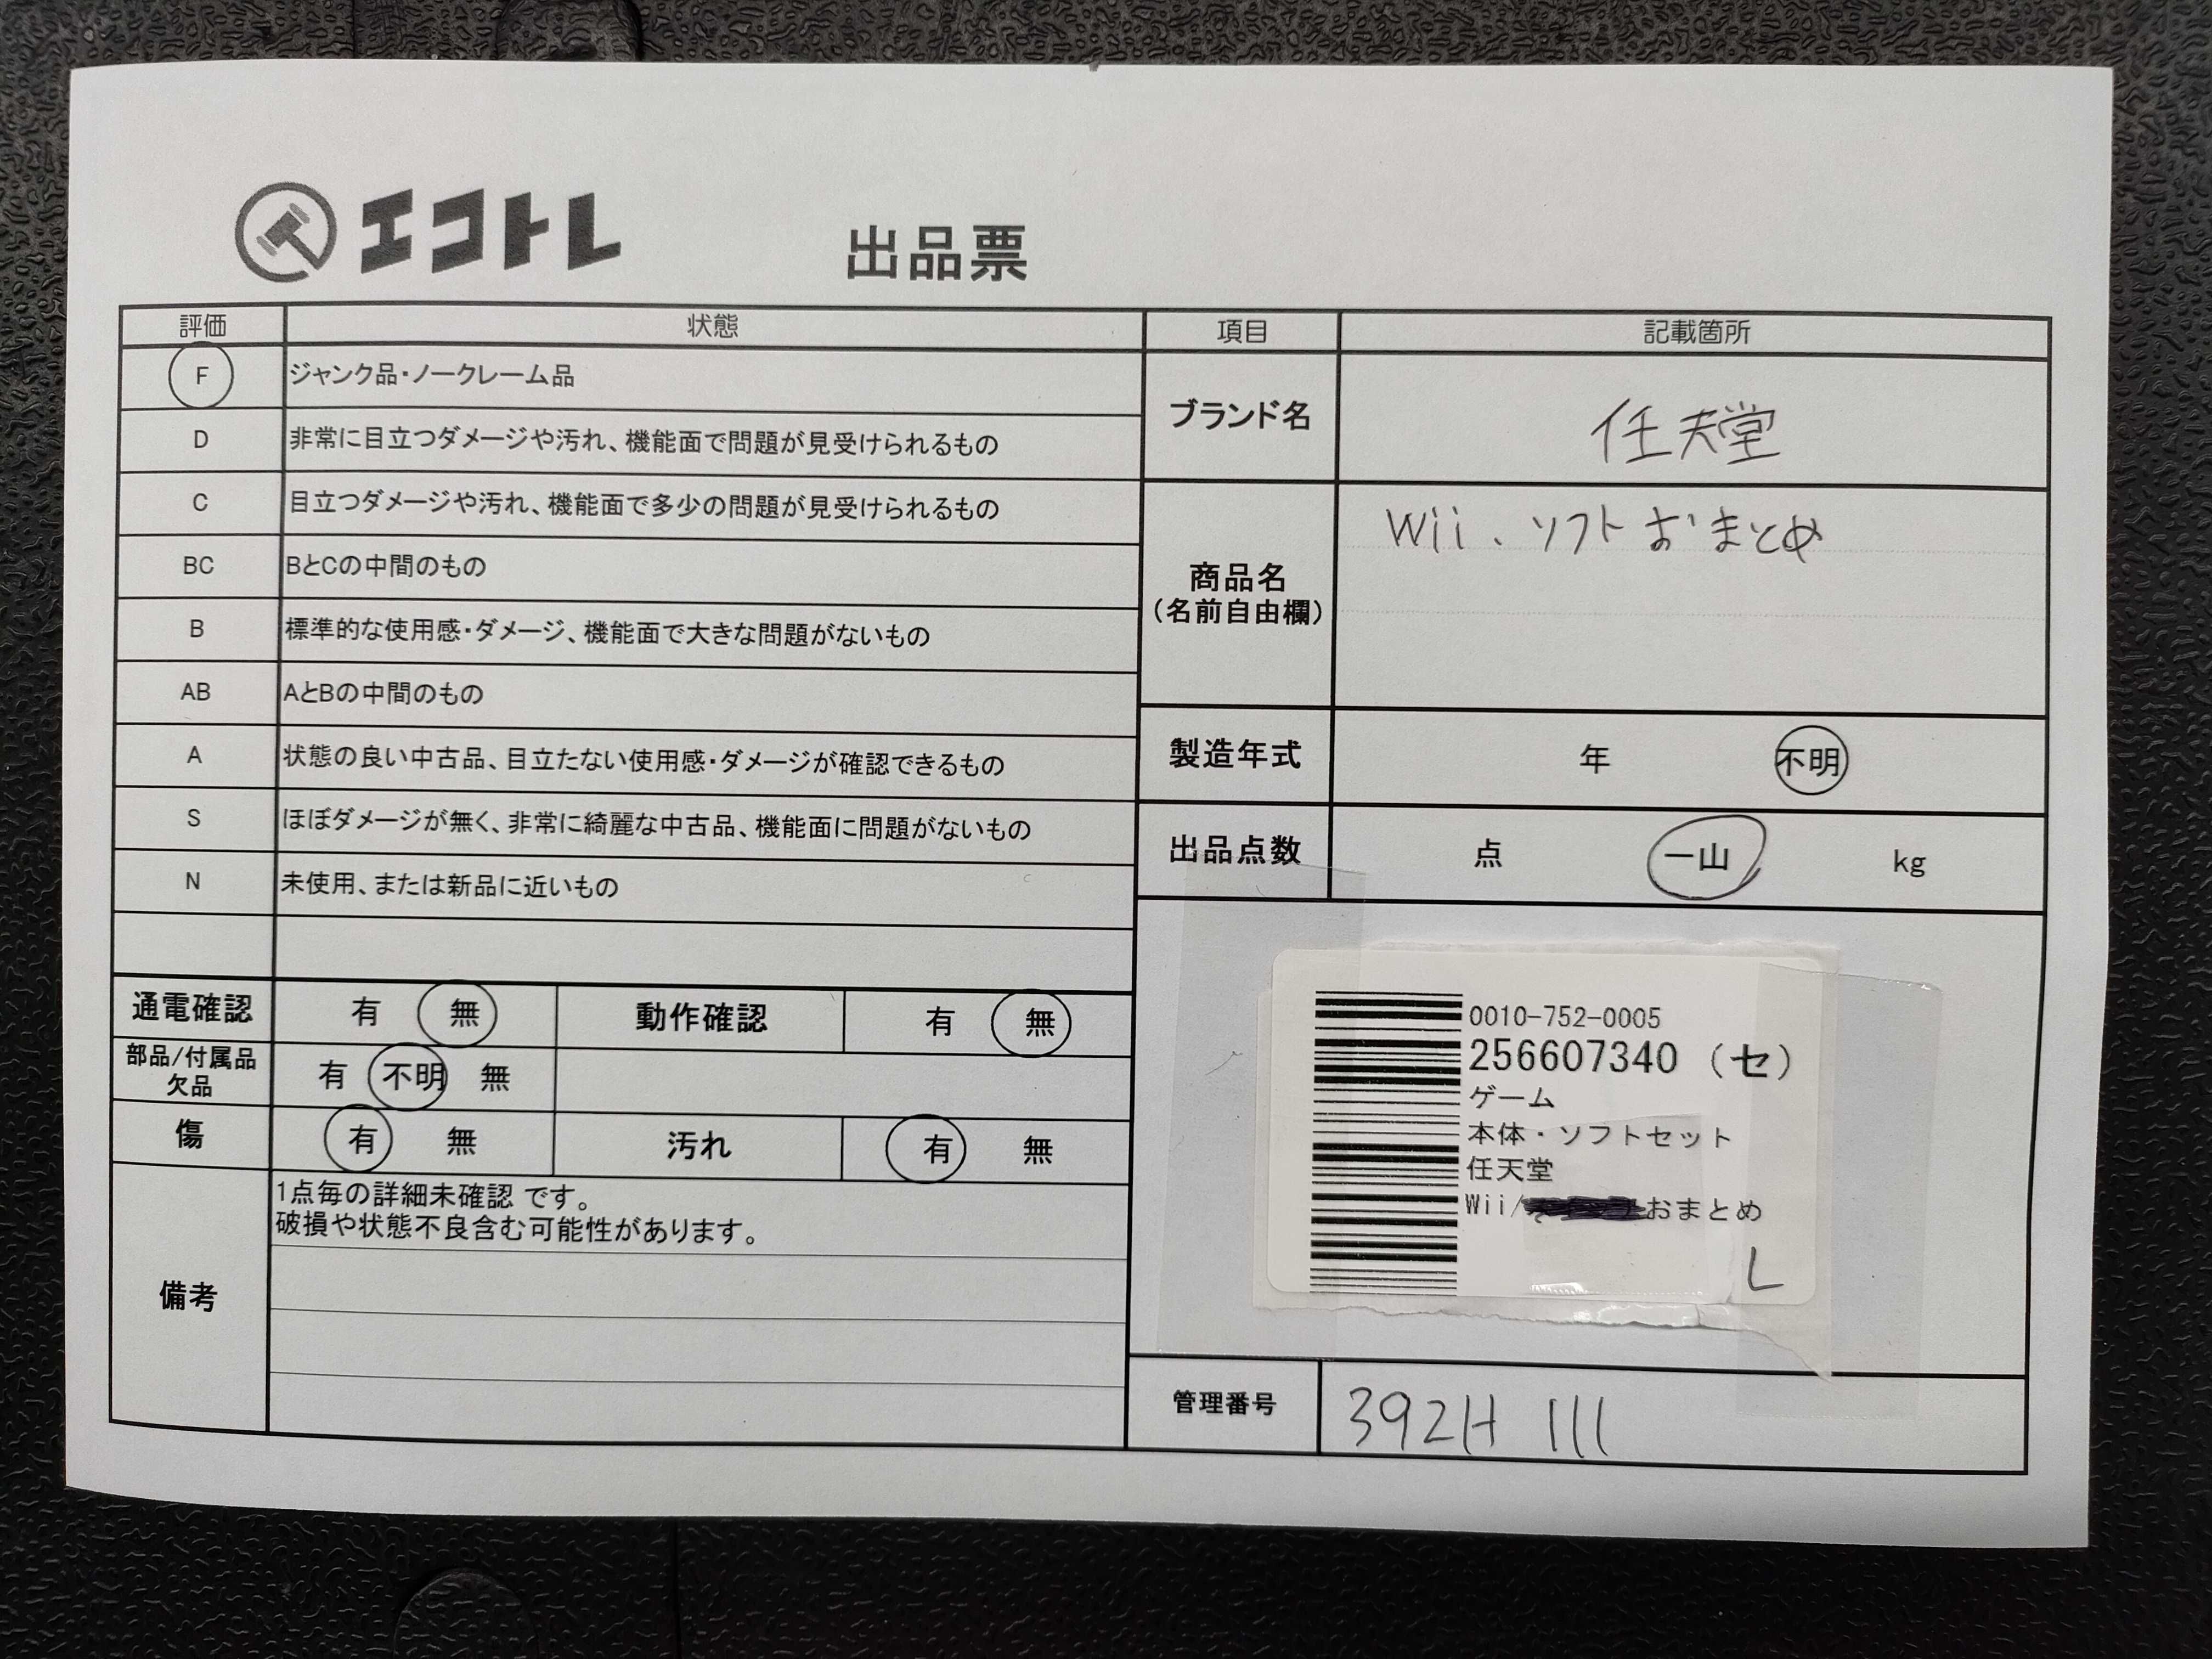 エコトレ
出品票
評価 状態
F ジャンク品・ノークレーム品
D 非常に目立つダメージや汚れ、機能面で問題が見受けられるもの
C 目立つダメージや汚れ、機能面で多少の問題が見受けられるもの
BC BとCの中間のもの
B 標準的な使用感・ダメージ、機能面で大きな問題がないもの
AB AとBの中間のもの
A 状態の良い中古品、目立たない使用感・ダメージが確認できるもの
S ほぼダメージが無く、非常に綺麗な中古品、機能面に問題がないもの
N 未使用、または新品に近いもの
通電確認 有 無 動作確認 有 無
部品/付属品
欠品 有 不明 無
傷 有 無 汚れ 有 無
備考
1点毎の詳細未確認 です。
破損や状態不良含む可能性があります。
項目 記載箇所
ブランド名 任天堂
商品名
(名前自由欄)
Wii、ソフトおまとめ
製造年式 年 不明
出品点数 点 一山 kg
0010-752-0005
256607340 (セ)
ゲーム
本体・ソフトセット
任天堂
Wii/ おまとめ
L
管理番号 392H 111